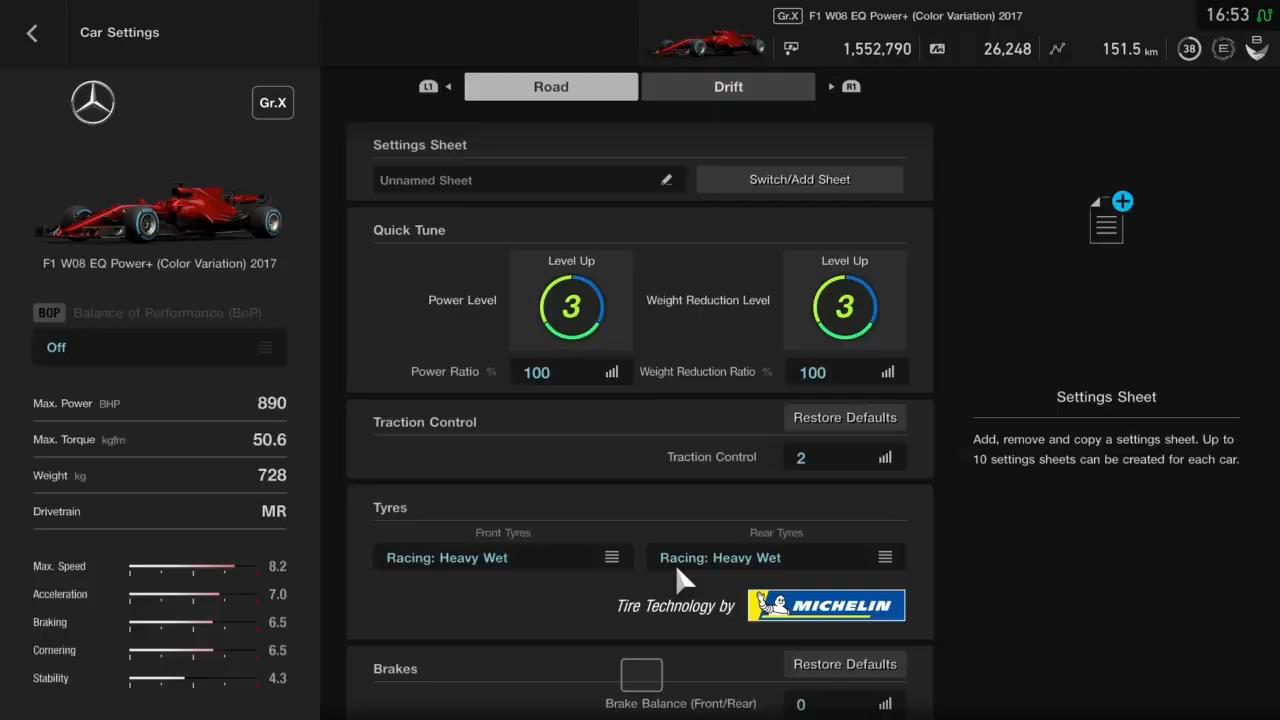 Car Settings
Gr.X F1 W08 EQ Power+ (Color Variation) 2017
16:53
1,552,790 26,248 151.5 km 38 E B
L1 Road Drift R1
Gr.X
F1 W08 EQ Power+ (Color Variation) 2017
BOP Balance of Performance (BoP)
Off
Max. Power BHP 890
Max. Torque kgfm 50.6
Weight kg 728
Drivetrain MR
Max. Speed 8.2
Acceleration 7.0
Braking 6.5
Cornering 6.5
Stability 4.3
Settings Sheet
Unnamed Sheet Switch/Add Sheet
Quick Tune
Level Up Level Up
Power Level 3 Weight Reduction Level 3
Power Ratio % 100 Weight Reduction Ratio % 100
Traction Control Restore Defaults
Traction Control 2
Tyres
Front Tyres Rear Tyres
Racing: Heavy Wet Racing: Heavy Wet
Tire Technology by MICHELIN
Brakes Restore Defaults
Brake Balance (Front/Rear) 0
Settings Sheet
Add, remove and copy a settings sheet. Up to
10 settings sheets can be created for each car.